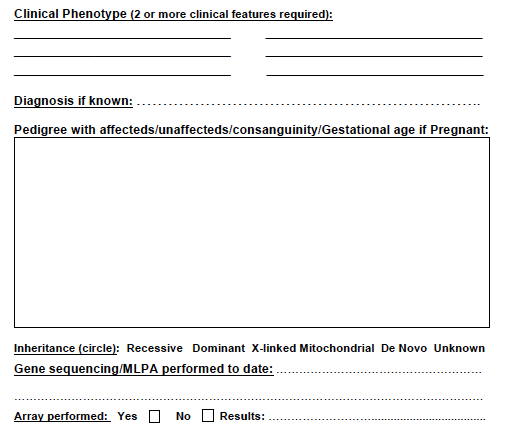 Clinical Phenotype (2 or more clinical features required):
Diagnosis if known: ……………………………………………………….
Pedigree with affecteds/unaffecteds/consanguinity/Gestational age if Pregnant:
Inheritance (circle): Recessive Dominant X-linked Mitochondrial De Novo Unknown
Gene sequencing/MLPA performed to date: ………………………………………………
Array performed: Yes No Results: ………………………......................................